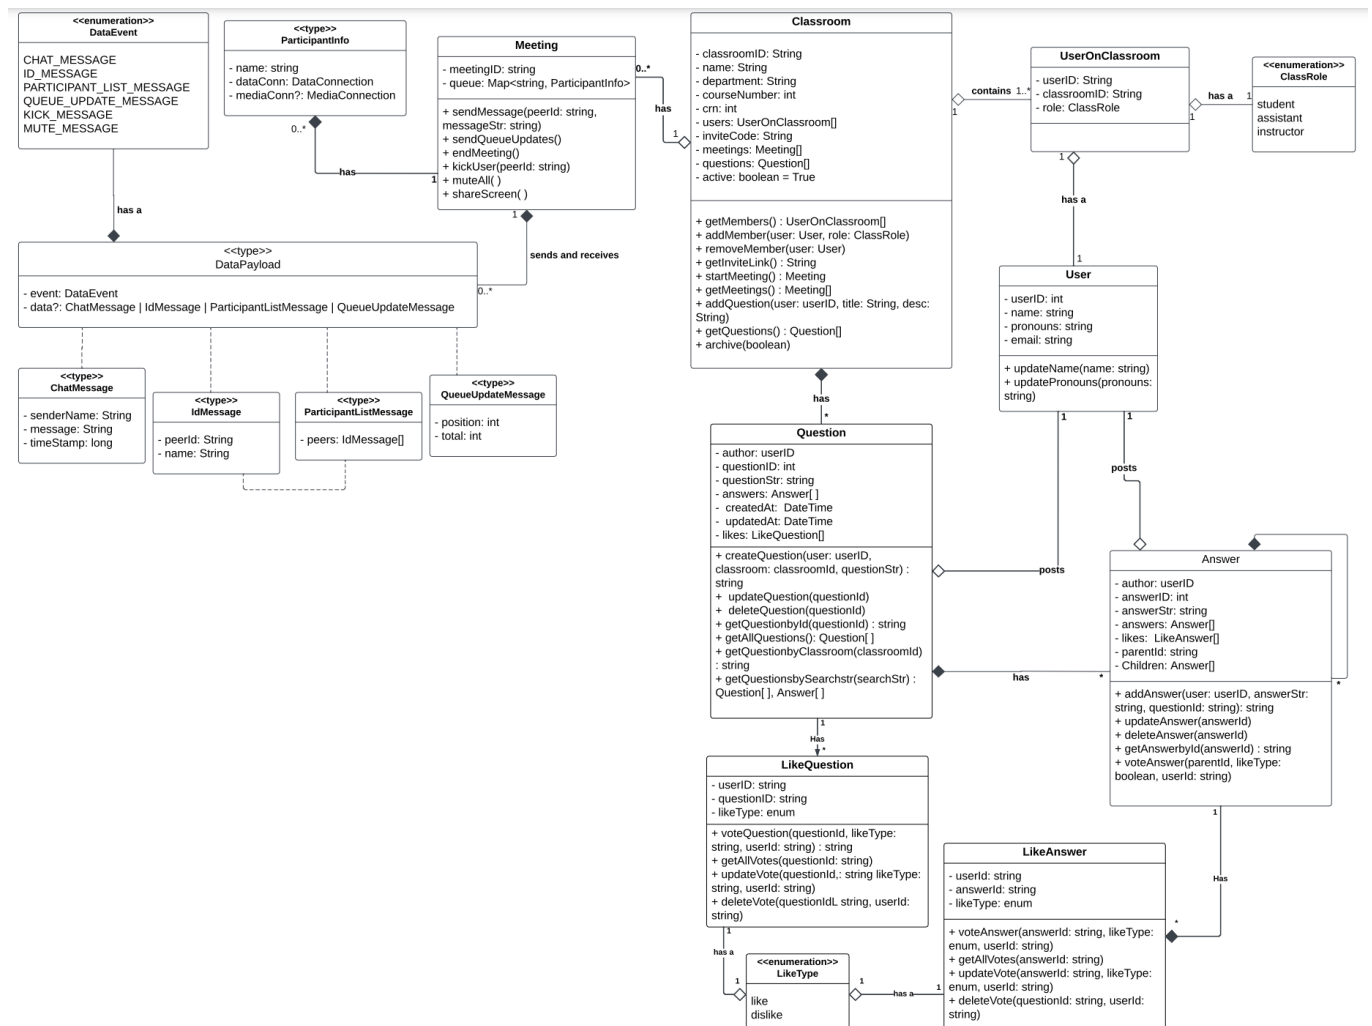 <<enumeration>>
DataEvent
CHAT_MESSAGE
ID_MESSAGE
PARTICIPANT_LIST_MESSAGE
QUEUE_UPDATE_MESSAGE
KICK_MESSAGE
MUTE_MESSAGE
has a
<<type>>
ParticipantInfo
- name: string
- dataConn: DataConnection
- mediaConn?: MediaConnection
0..*
has
1
Meeting
- meetingID: string
- queue: Map<string, ParticipantInfo>
+ sendMessage(peerId: string,
messageStr: string)
+ sendQueueUpdates()
+ endMeeting()
+ kickUser(peerId: string)
+ muteAll( )
+ shareScreen( )
0..*
has
1
1
sends and receives
0..*
<<type>>
DataPayload
- event: DataEvent
- data?: ChatMessage | IdMessage | ParticipantListMessage | QueueUpdateMessage
<<type>>
ChatMessage
- senderName: String
- message: String
- timeStamp: long
<<type>>
IdMessage
- peerId: String
- name: String
<<type>>
ParticipantListMessage
- peers: IdMessage[]
<<type>>
QueueUpdateMessage
- position: int
- total: int
Classroom
- classroomID: String
- name: String
- department: String
- courseNumber: int
- crn: int
- users: UserOnClassroom[]
- inviteCode: String
- meetings: Meeting[]
- questions: Question[]
- active: boolean = True
+ getMembers() : UserOnClassroom[]
+ addMember(user: User, role: ClassRole)
+ removeMember(user: User)
+ getInviteLink() : String
+ startMeeting() : Meeting
+ getMeetings() : Meeting[]
+ addQuestion(user: userID, title: String, desc:
String)
+ getQuestions() : Question[]
+ archive(boolean)
contains
1..*
1
UserOnClassroom
- userID: String
- classroomID: String
- role: ClassRole
has a
1
1
<<enumeration>>
ClassRole
student
assistant
instructor
1
has a
1
User
- userID: int
- name: string
- pronouns: string
- email: string
+ updateName(name: string)
+ updatePronouns(pronouns:
string)
1
1
posts
posts
has
*
Question
- author: userID
- questionID: int
- questionStr: string
- answers: Answer[ ]
- createdAt: DateTime
- updatedAt: DateTime
- likes: LikeQuestion[]
+ createQuestion(user: userID,
classroom: classroomId, questionStr) :
string
+ updateQuestion(questionId)
+ deleteQuestion(questionId)
+ getQuestionbyId(questionId) : string
+ getAllQuestions(): Question[ ]
+ getQuestionbyClassroom(classroomId)
: string
+ getQuestionsbySearchstr(searchStr) :
Question[ ], Answer[ ]
has
*
Answer
- author: userID
- answerID: int
- answerStr: string
- answers: Answer[]
- likes: LikeAnswer[]
- parentId: string
- Children: Answer[]
+ addAnswer(user: userID, answerStr:
string, questionId: string): string
+ updateAnswer(answerId)
+ deleteAnswer(answerId)
+ getAnswerbyId(answerId) : string
+ voteAnswer(parentId, likeType:
boolean, userId: string)
*
1
Has
*
LikeQuestion
- userID: string
- questionID: string
- likeType: enum
+ voteQuestion(questionId, likeType:
string, userId: string) : string
+ getAllVotes(questionId: string)
+ updateVote(questionId,: string likeType:
string, userId: string)
+ deleteVote(questionIdL string, userId:
string)
1
has a
1
<<enumeration>>
LikeType
like
dislike
1
has a
1
LikeAnswer
- userId: string
- answerId: string
- likeType: enum
+ voteAnswer(answerId: string, likeType:
enum, userId: string)
+ getAllVotes(answerId: string)
+ updateVote(answerId: string, likeType:
enum, userId: string)
+ deleteVote(questionId: string, userId:
string)
1
Has
*